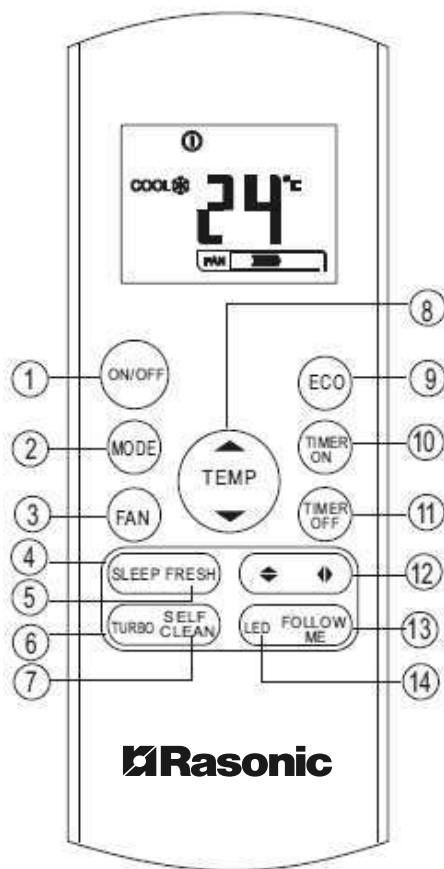 COOL 24 °C
FAN
8
1 ON/OFF ECO 9
2 MODE TIMER ON 10
TEMP
3 FAN TIMER OFF 11
4 SLEEP FRESH 12
5
6 TURBO SELF CLEAN LED FOLLOW ME 13
7 14
Rasonic